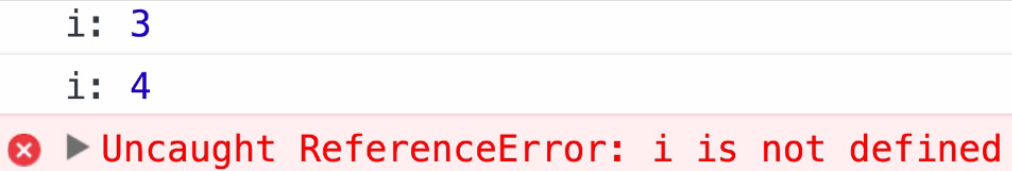 i: 3
i: 4
Uncaught ReferenceError: i is not defined